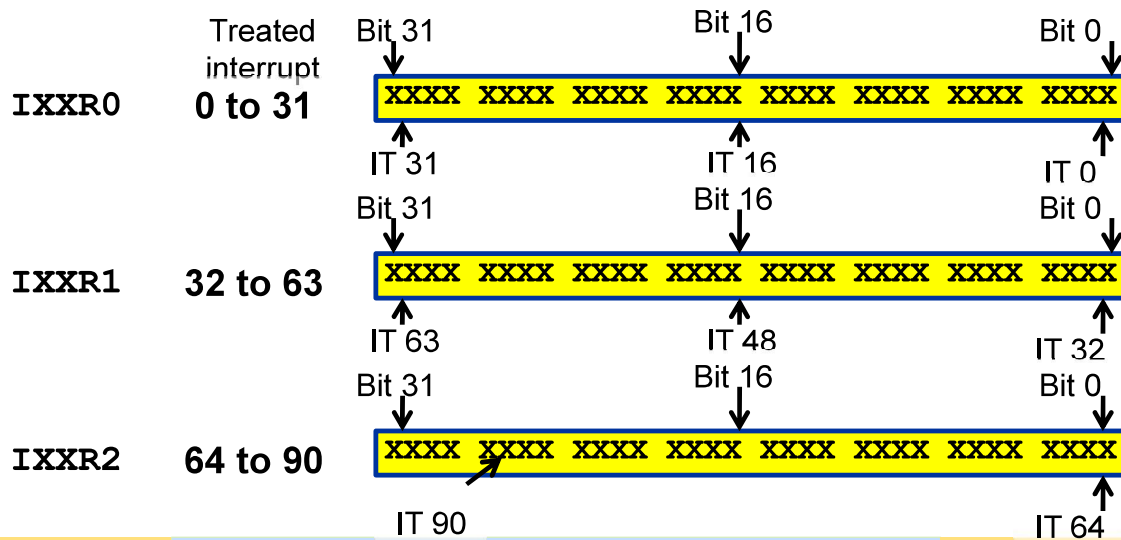 Treated
interrupt
Bit 31 Bit 16 Bit 0
IXXR0 0 to 31 XXXX XXXX XXXX XXXX XXXX XXXX XXXX XXXX
IT 31 IT 16 IT 0
Bit 31 Bit 16 Bit 0
IXXR1 32 to 63 XXXX XXXX XXXX XXXX XXXX XXXX XXXX XXXX
IT 63 IT 48 IT 32
Bit 31 Bit 16 Bit 0
IXXR2 64 to 90 XXXX XXXX XXXX XXXX XXXX XXXX XXXX XXXX
IT 90 IT 64